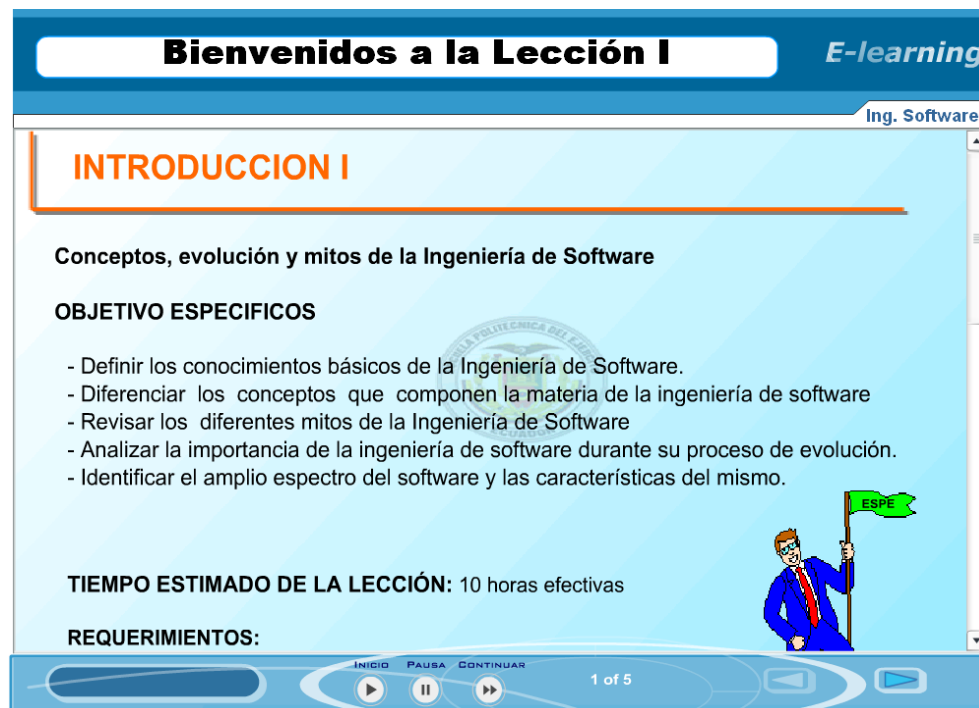 Bienvenidos a la Lección I
E-learning
Ing. Software
INTRODUCCION I
Conceptos, evolución y mitos de la Ingeniería de Software
OBJETIVO ESPECIFICOS
- Definir los conocimientos básicos de la Ingeniería de Software.
- Diferenciar los conceptos que componen la materia de la ingeniería de software
- Revisar los diferentes mitos de la Ingeniería de Software
- Analizar la importancia de la ingeniería de software durante su proceso de evolución.
- Identificar el amplio espectro del software y las características del mismo.
ESPE
TIEMPO ESTIMADO DE LA LECCIÓN: 10 horas efectivas
REQUERIMIENTOS:
INICIO PAUSA CONTINUAR
1 of 5